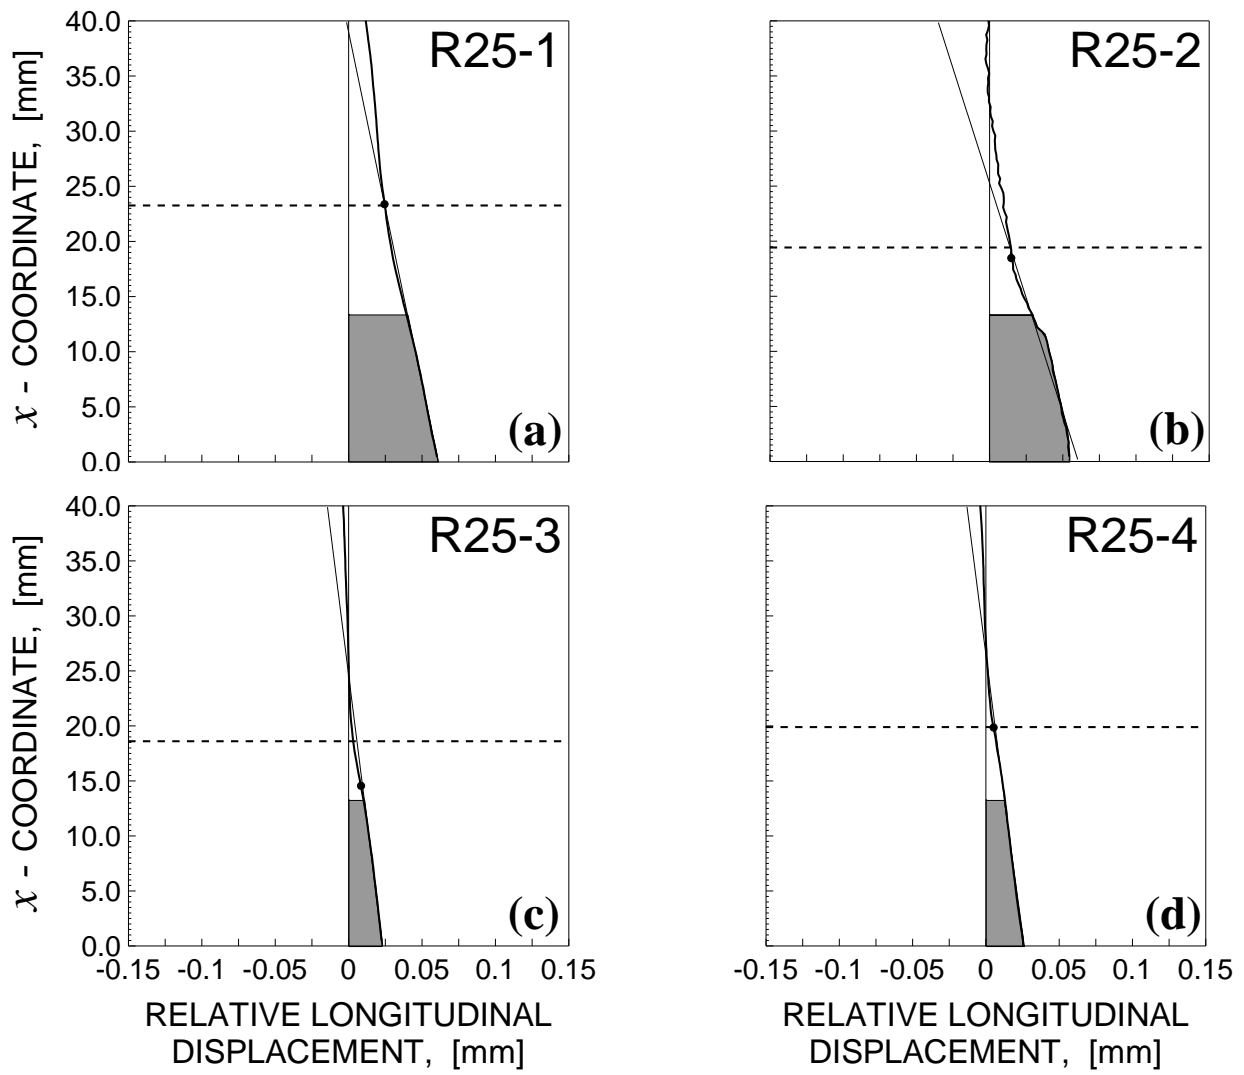 40.0
35.0
30.0
25.0
20.0
15.0
10.0
5.0
0.0
x - COORDINATE, [mm]
R25-1
(a)
R25-2
(b)
40.0
35.0
30.0
25.0
20.0
15.0
10.0
5.0
0.0
x - COORDINATE, [mm]
R25-3
(c)
R25-4
(d)
-0.15 -0.1 -0.05 0 0.05 0.1 0.15
-0.15 -0.1 -0.05 0 0.05 0.1 0.15
RELATIVE LONGITUDINAL
DISPLACEMENT, [mm]
RELATIVE LONGITUDINAL
DISPLACEMENT, [mm]